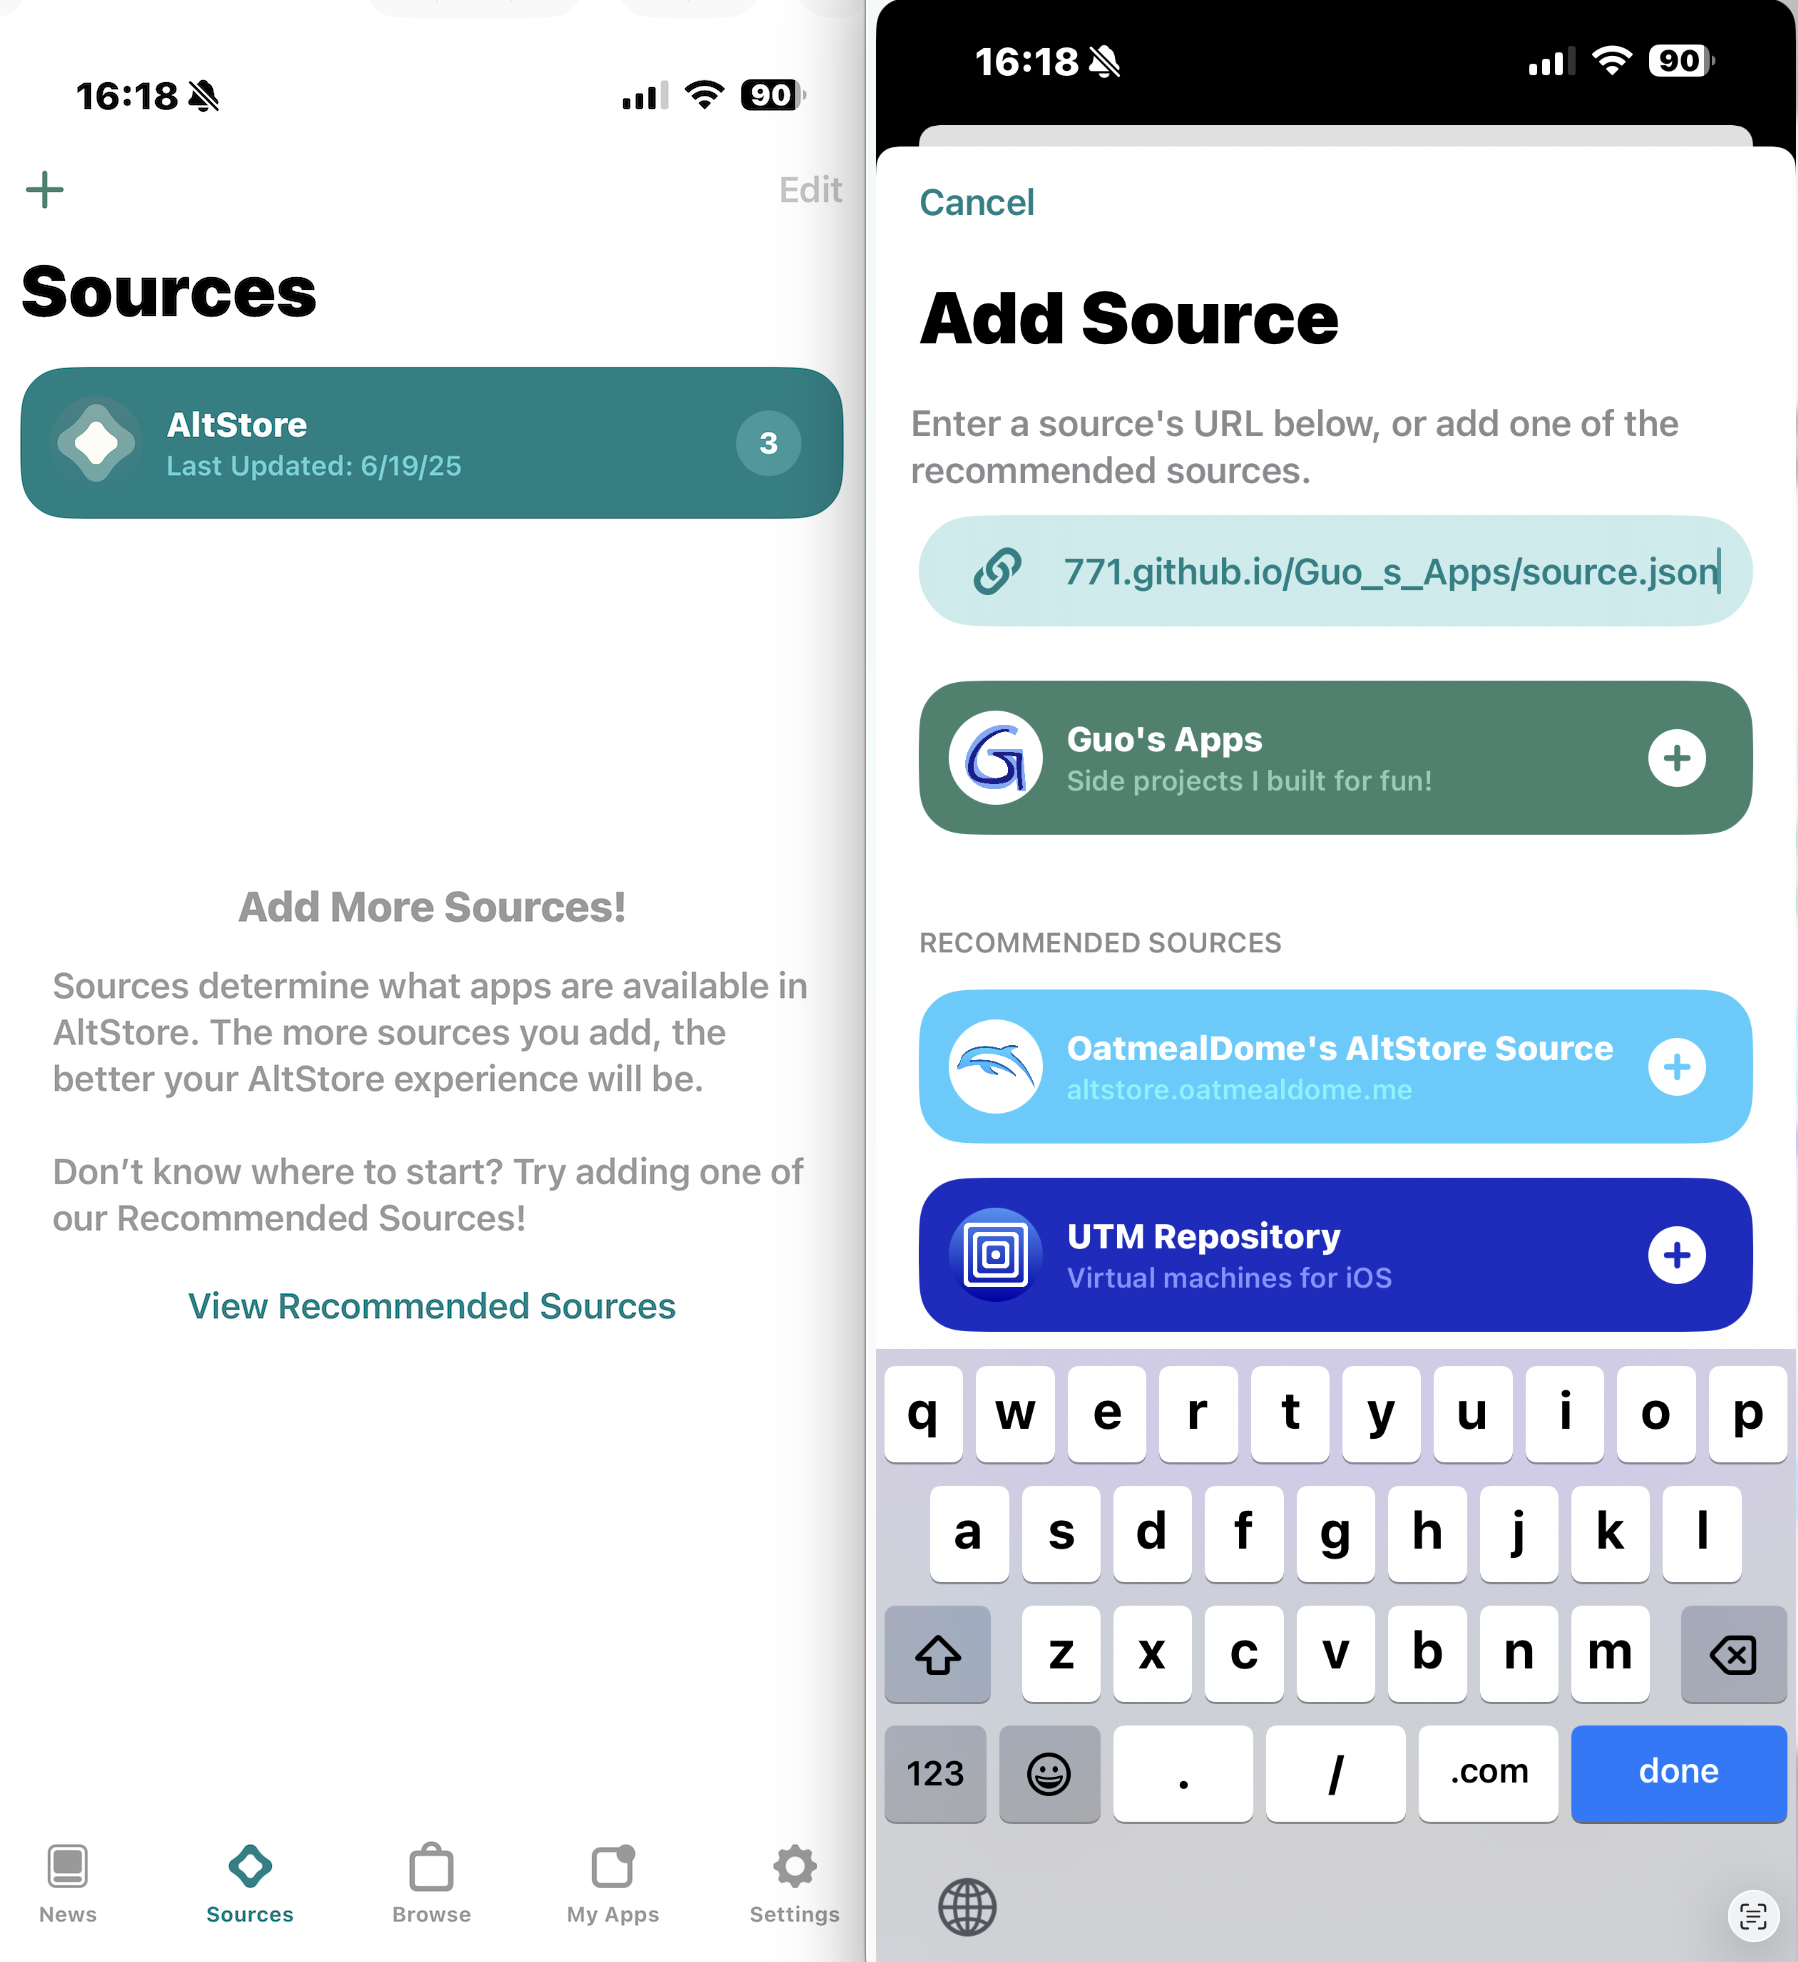 16:18
90
Edit
Sources
AltStore
Last Updated: 6/19/25
3
Add More Sources!
Sources determine what apps are available in
AltStore. The more sources you add, the
better your AltStore experience will be.
Don’t know where to start? Try adding one of
our Recommended Sources!
View Recommended Sources
News
Sources
Browse
My Apps
Settings
16:18
90
Cancel
Add Source
Enter a source's URL below, or add one of the
recommended sources.
771.github.io/Guo_s_Apps/source.json
G
Guo's Apps
Side projects I built for fun!
RECOMMENDED SOURCES
OatmealDome's AltStore Source
altstore.oatmealdome.me
UTM Repository
Virtual machines for iOS
q w e r t y u i o p
a s d f g h j k l
z x c v b n m
123 . / .com done